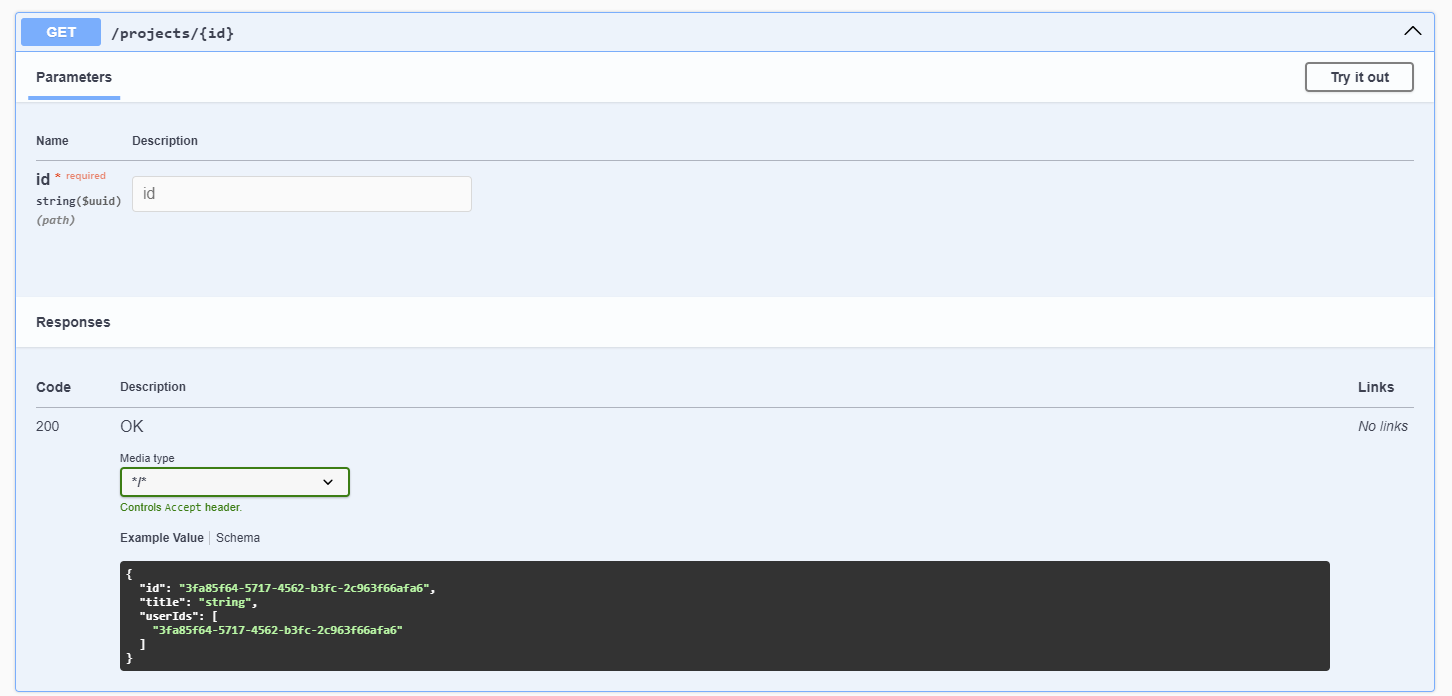 GET /projects/{id}
Parameters
Try it out
Name Description
id * required
id
string($uuid)
(path)
Responses
Code Description Links
200 OK No links
Media type
*/*
Controls Accept header.
Example Value Schema
{
  "id": "3fa85f64-5717-4562-b3fc-2c963f66afa6",
  "title": "string",
  "userIds": [
    "3fa85f64-5717-4562-b3fc-2c963f66afa6"
  ]
}